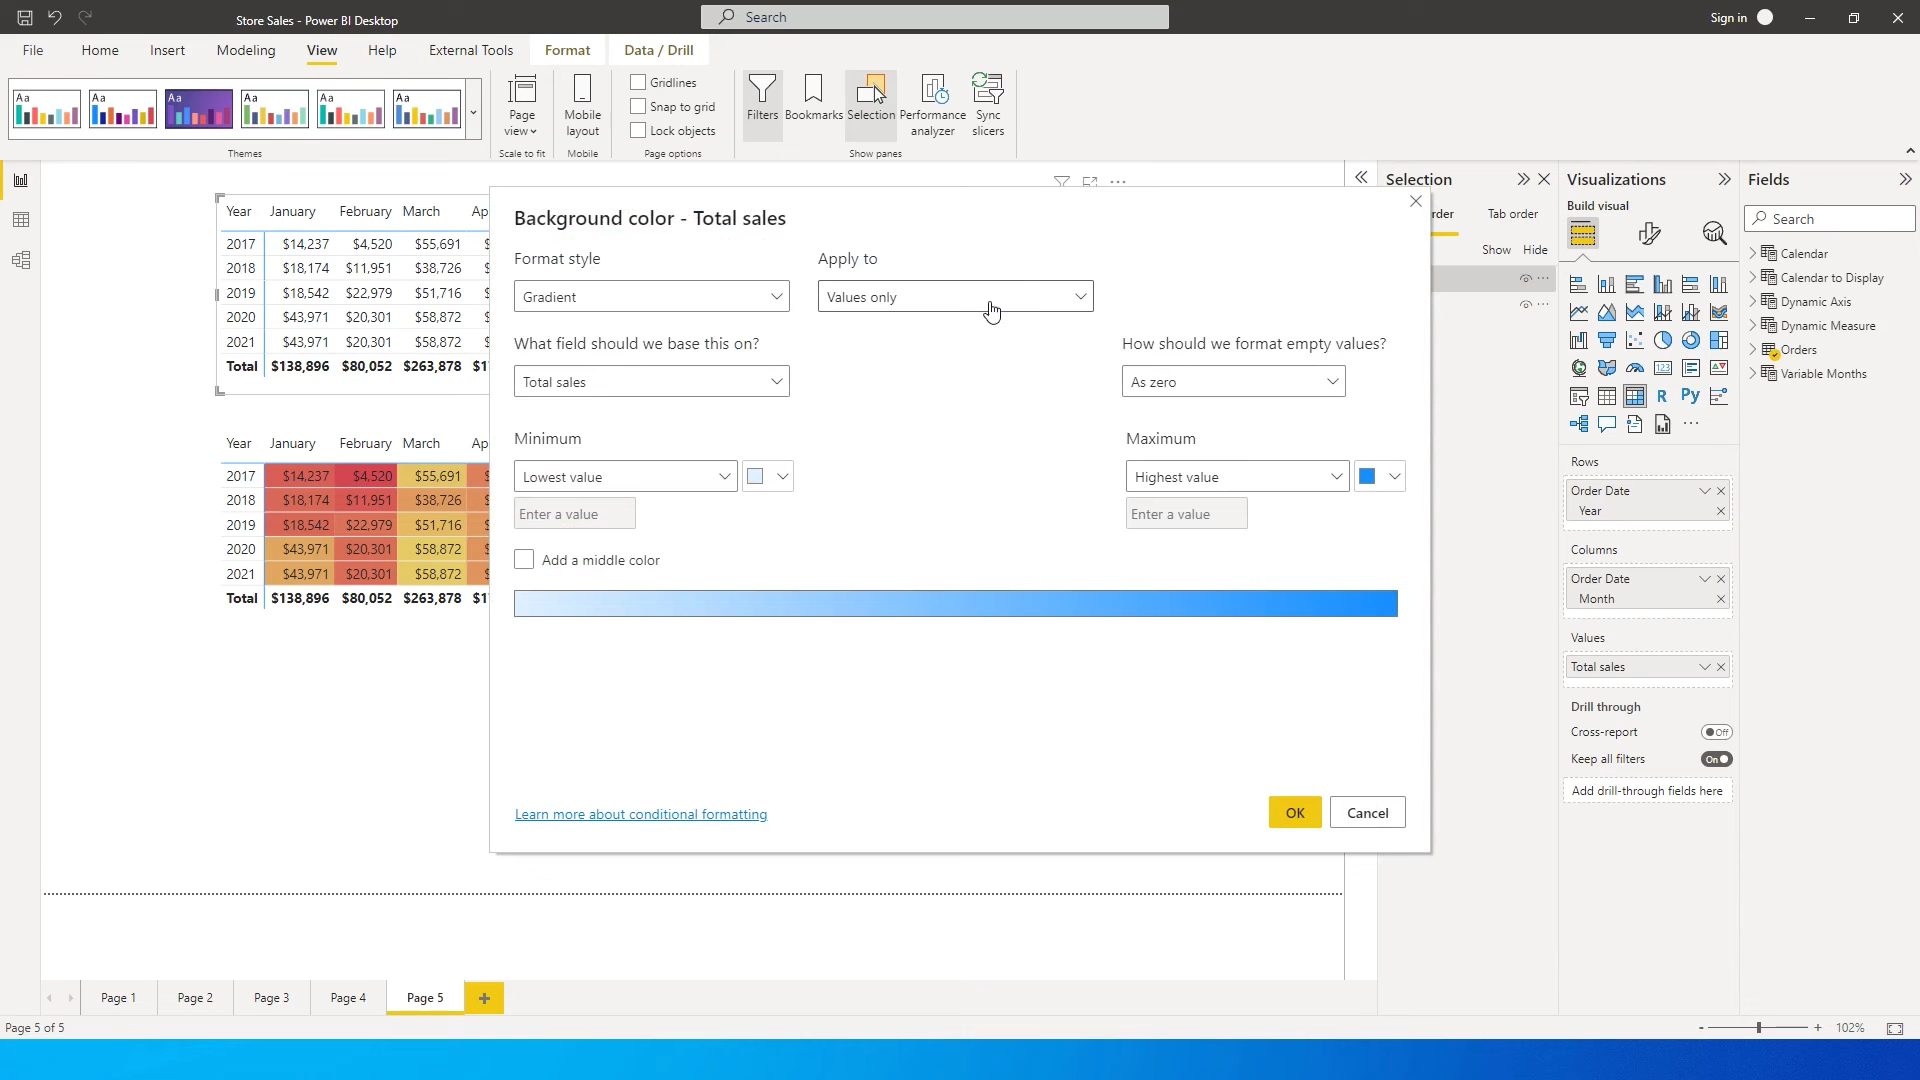 Store Sales - Power BI Desktop
Search
Sign in
File
Home
Insert
Modeling
View
Help
External Tools
Format
Data / Drill
Aa
Aa
Aa
Aa
Aa
Aa
Themes
Page view
Scale to fit
Mobile layout
Mobile
Gridlines
Snap to grid
Lock objects
Page options
Filters
Bookmarks
Selection
Performance analyzer
Sync slicers
Show panes
Year January February March
2017 $14,237 $4,520 $55,691
2018 $18,174 $11,951 $38,726
2019 $18,542 $22,979 $51,716
2020 $43,971 $20,301 $58,872
2021 $43,971 $20,301 $58,872
Total $138,896 $80,052 $263,878
Year January February March
2017 $14,237 $4,520 $55,691
2018 $18,174 $11,951 $38,726
2019 $18,542 $22,979 $51,716
2020 $43,971 $20,301 $58,872
2021 $43,971 $20,301 $58,872
Total $138,896 $80,052 $263,878
Background color - Total sales
Format style
Apply to
Gradient
Values only
What field should we base this on?
How should we format empty values?
Total sales
As zero
Minimum
Maximum
Lowest value
Highest value
Enter a value
Enter a value
Add a middle color
Learn more about conditional formatting
OK
Cancel
Selection
Tab order
Show
Hide
Visualizations
Build visual
123
R
Py
Rows
Order Date
Year
Columns
Order Date
Month
Values
Total sales
Drill through
Cross-report
Off
Keep all filters
On
Add drill-through fields here
Fields
Search
Calendar
Calendar to Display
Dynamic Axis
Dynamic Measure
Orders
Variable Months
Page 1
Page 2
Page 3
Page 4
Page 5
+
Page 5 of 5
- + 102%